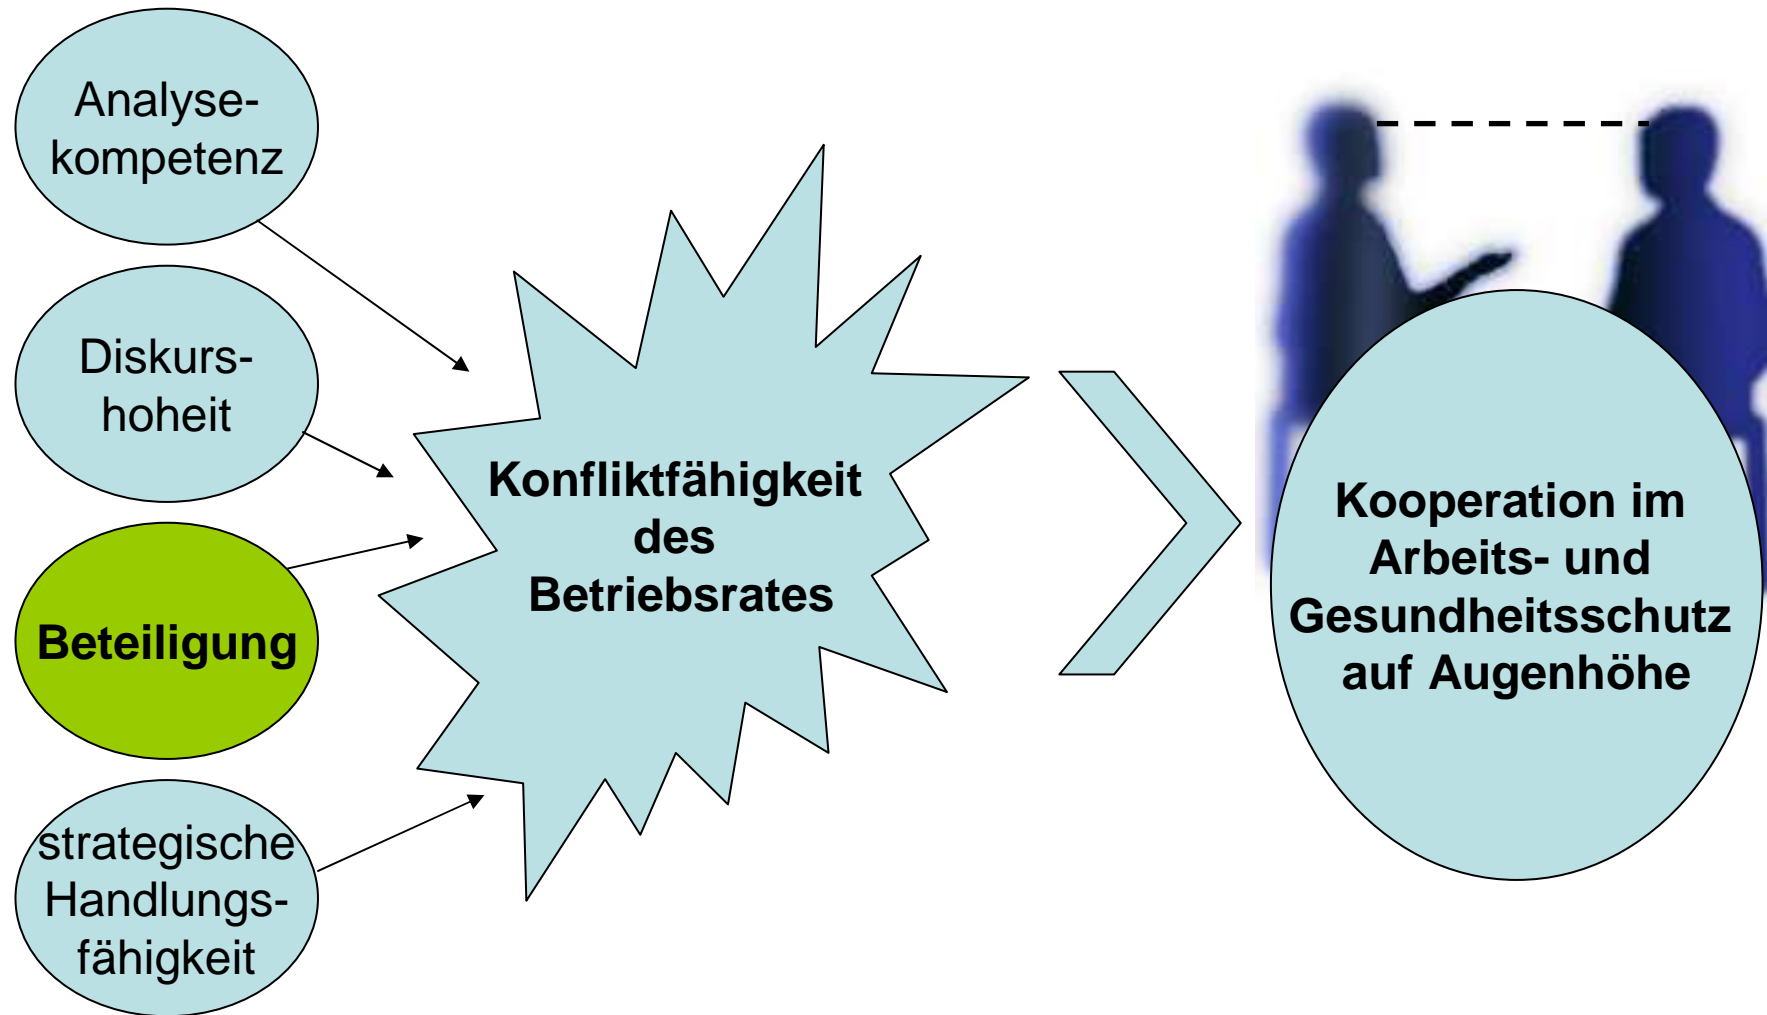 Analyse-
kompetenz
Diskurs-
hoheit
Beteiligung
strategische
Handlungs-
fähigkeit
Konfliktfähigkeit
des
Betriebsrates
Kooperation im
Arbeits- und
Gesundheitsschutz
auf Augenhöhe